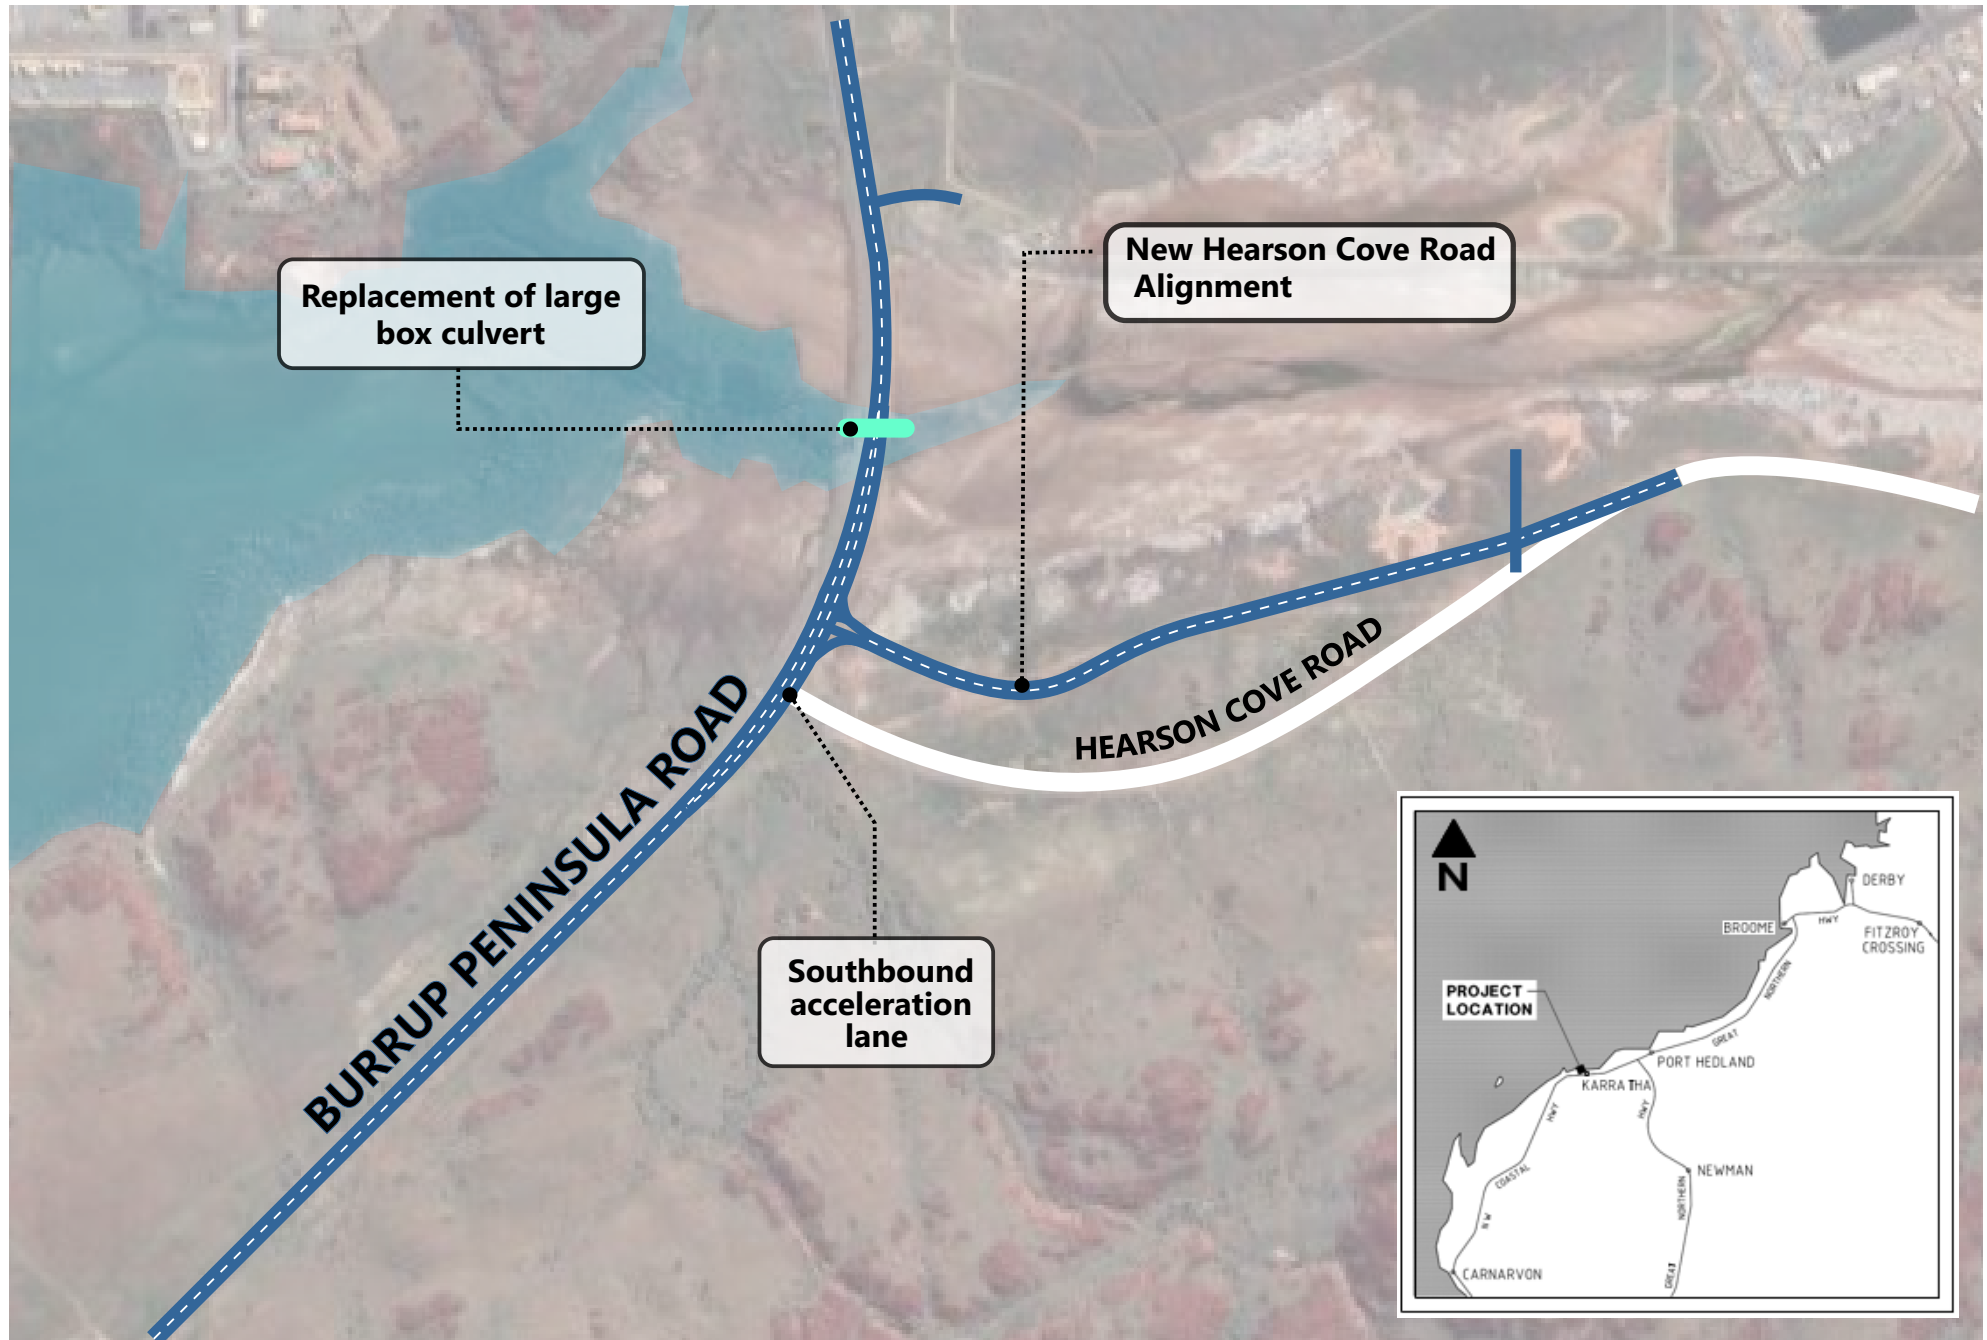 New Hearson Cove Road
Alignment
Replacement of large
box culvert
HEARSON COVE ROAD
BURRUP PENINSULA ROAD
Southbound
acceleration
lane
N
DERBY
BROOME
HWY
FITZROY
CROSSING
NORTHERN
PROJECT
LOCATION
GREAT
PORT HEDLAND
KARRATHA
HWY
HWY
COASTAL
NEWMAN
NORTHERN
N W
GREAT
CARNARVON